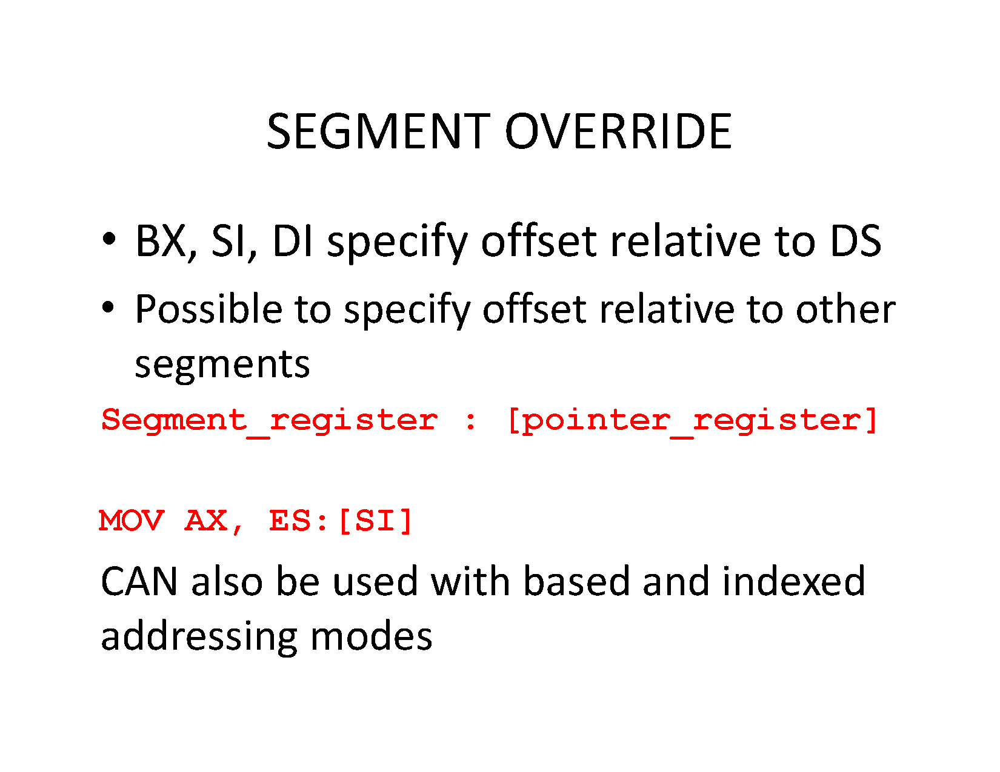 SEGMENT OVERRIDE
• BX, SI, DI specify offset relative to DS
• Possible to specify offset relative to other
segments
Segment_register : [pointer_register]
MOV AX, ES:[SI]
CAN also be used with based and indexed
addressing modes